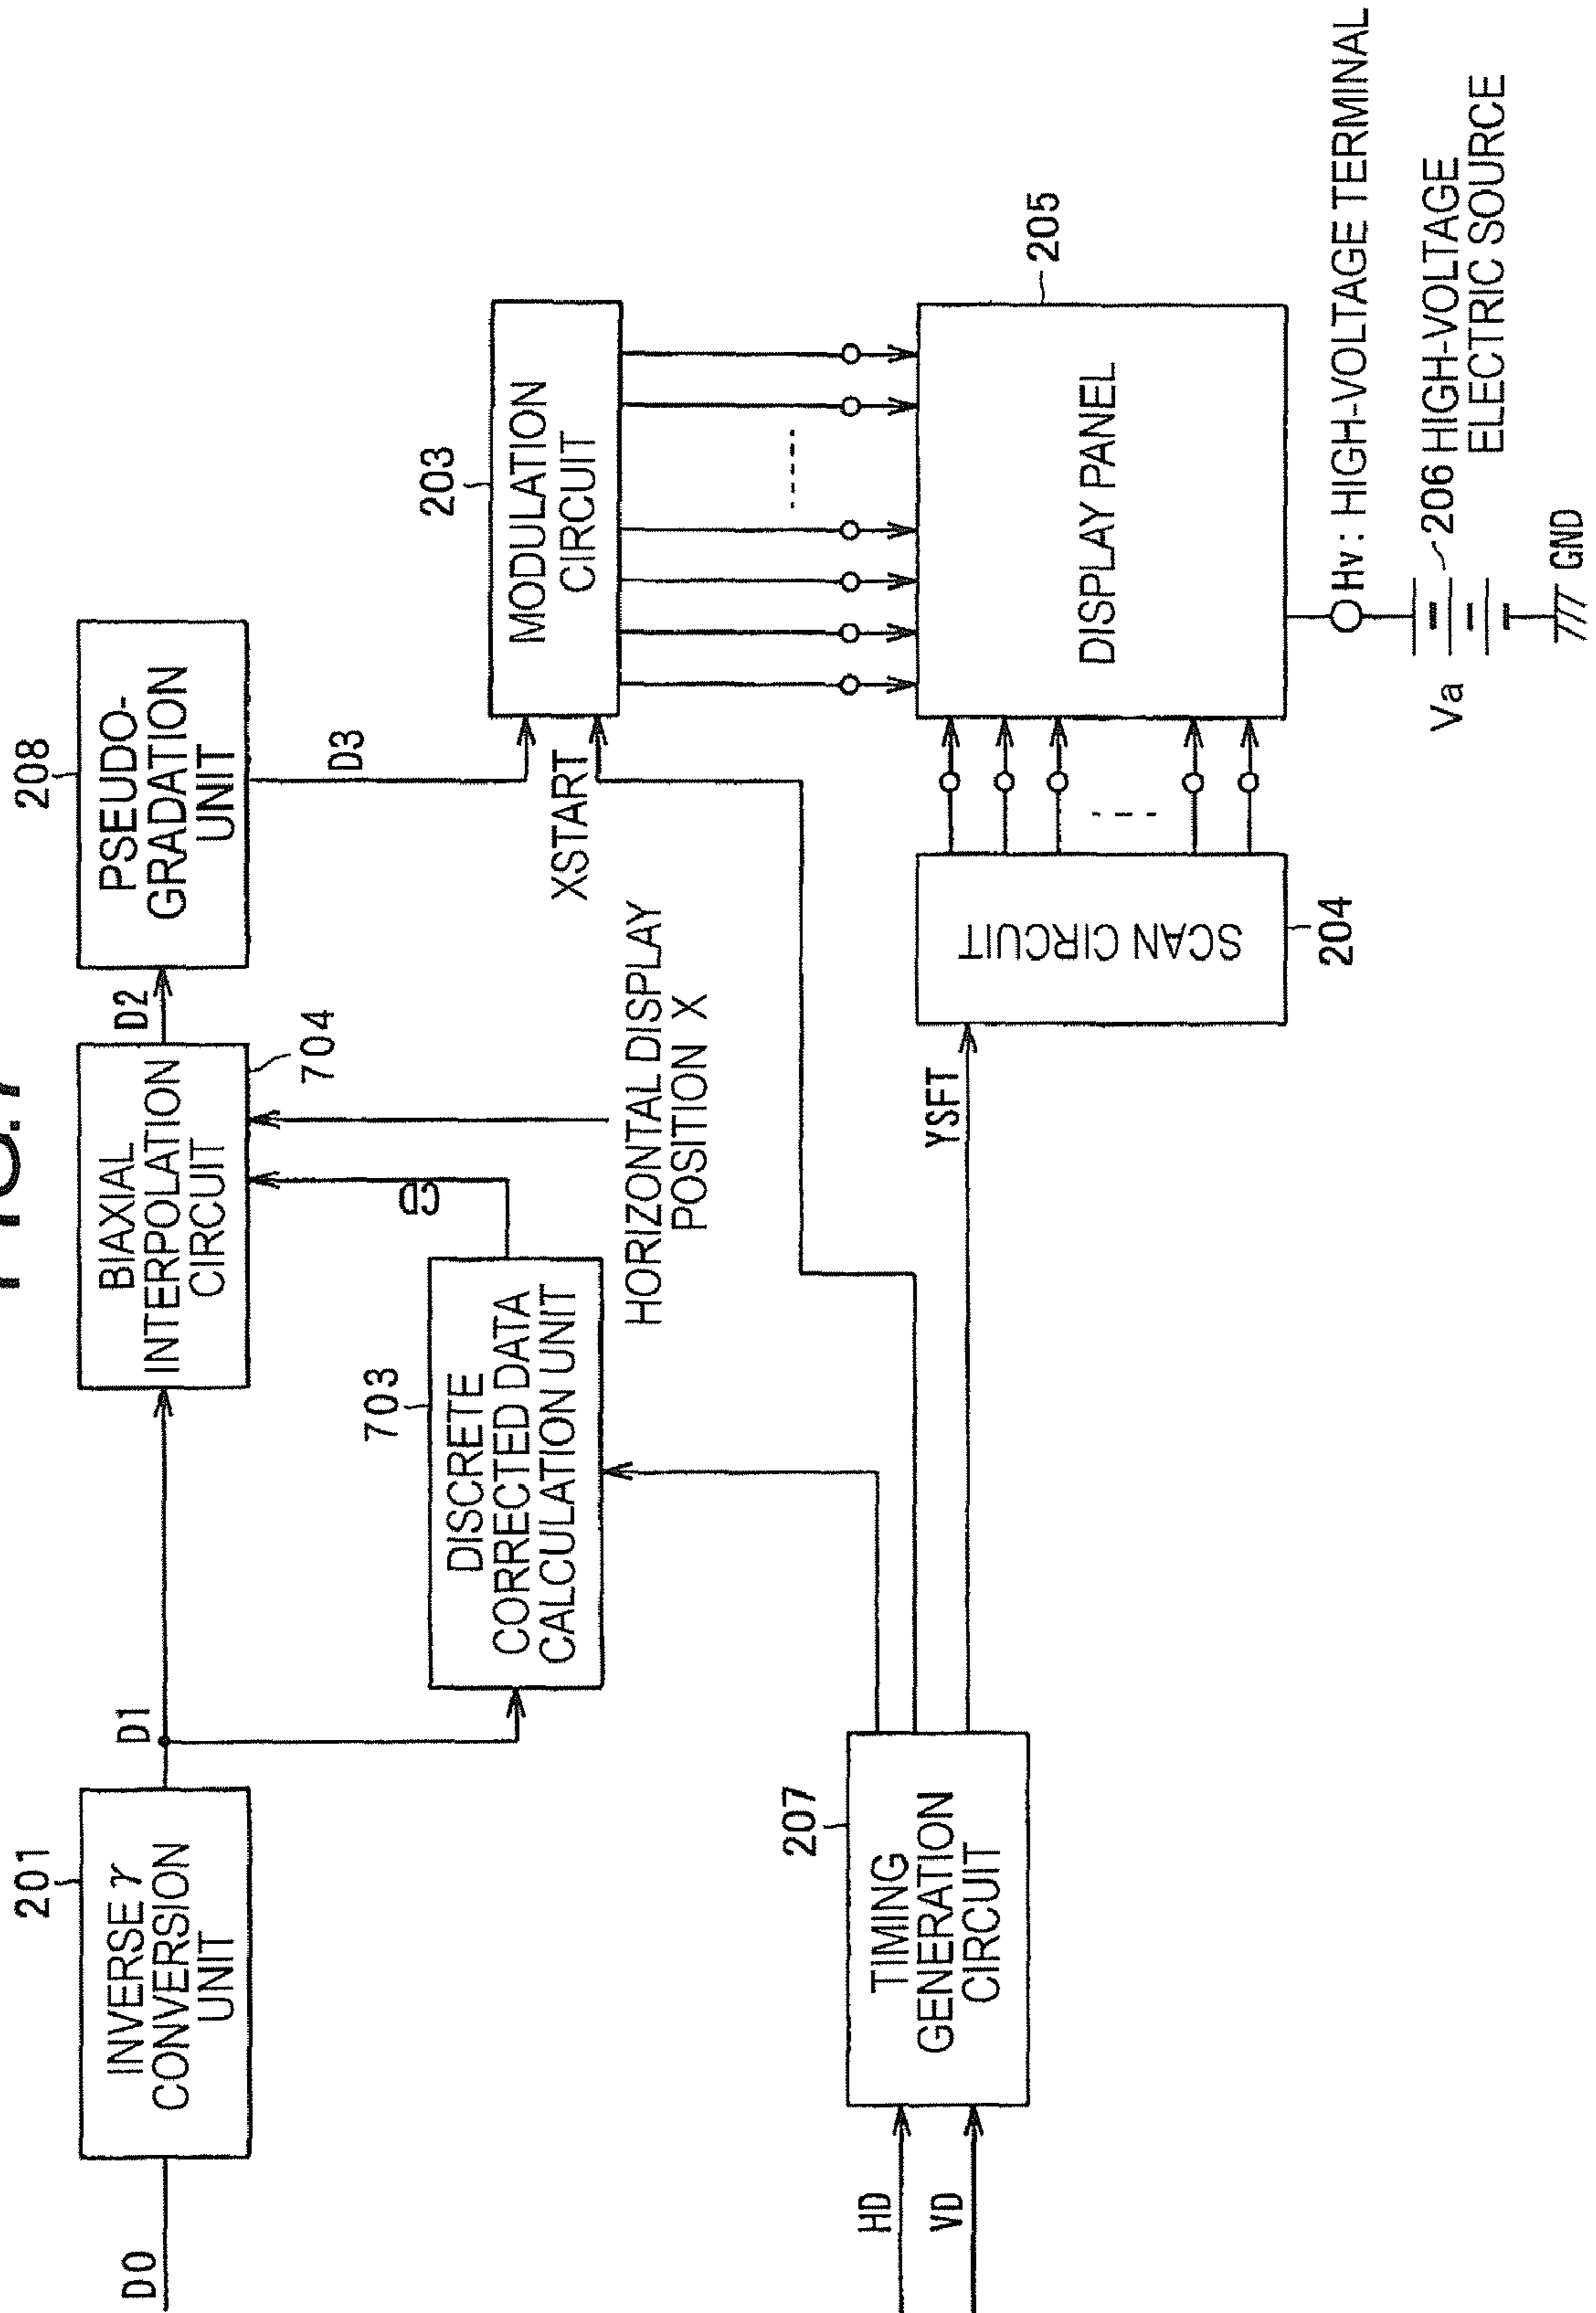 D0
201
INVERSE γ
CONVERSION
UNIT
D1
BIAXIAL
INTERPOLATION
CIRCUIT
704
D2
208
PSEUDO-
GRADATION
UNIT
D3
703
DISCRETE
CORRECTED DATA
CALCULATION UNIT
CD
HORIZONTAL DISPLAY
POSITION X
XSTART
203
MODULATION
CIRCUIT
HD
VD
207
TIMING
GENERATION
CIRCUIT
YSFT
SCAN CIRCUIT
204
DISPLAY PANEL
205
Hv : HIGH-VOLTAGE TERMINAL
Va
206 HIGH-VOLTAGE
ELECTRIC SOURCE
GND